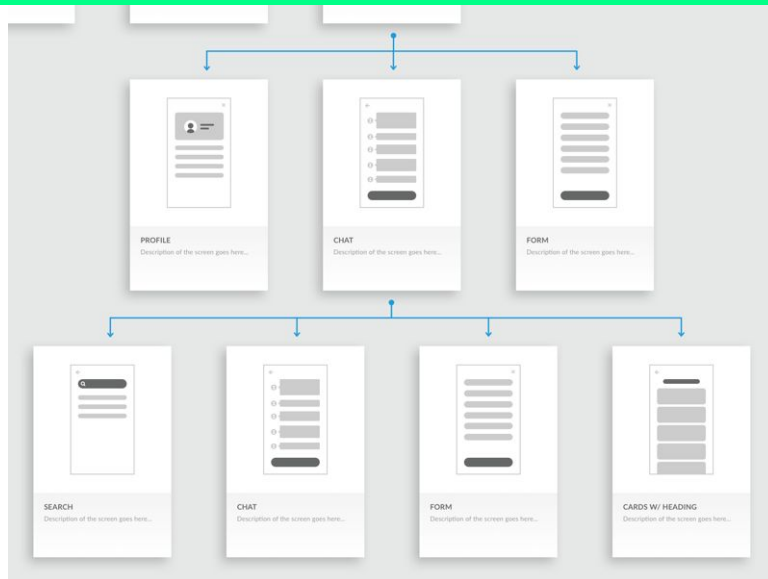 PROFILE
Description of the screen goes here...
CHAT
Description of the screen goes here...
FORM
Description of the screen goes here...
SEARCH
Description of the screen goes here...
CHAT
Description of the screen goes here...
FORM
Description of the screen goes here...
CARDS W/ HEADING
Description of the screen goes here...